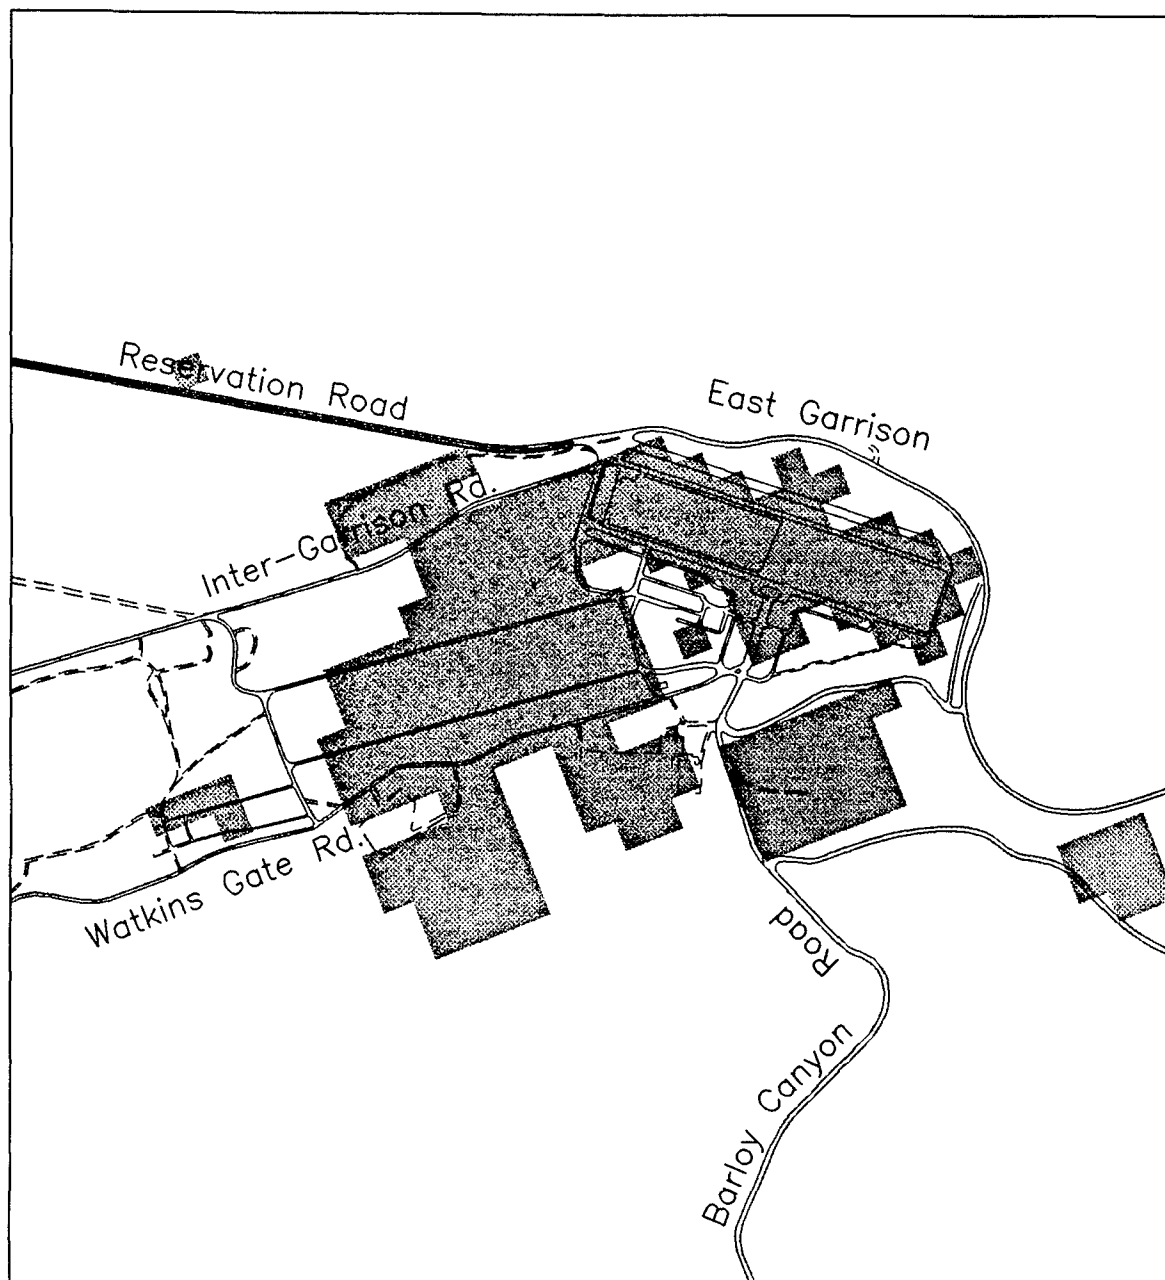 Reservation Road
East Garrison
Inter-Garrison Rd.
Watkins Gate Rd.
Barloy Canyon Road